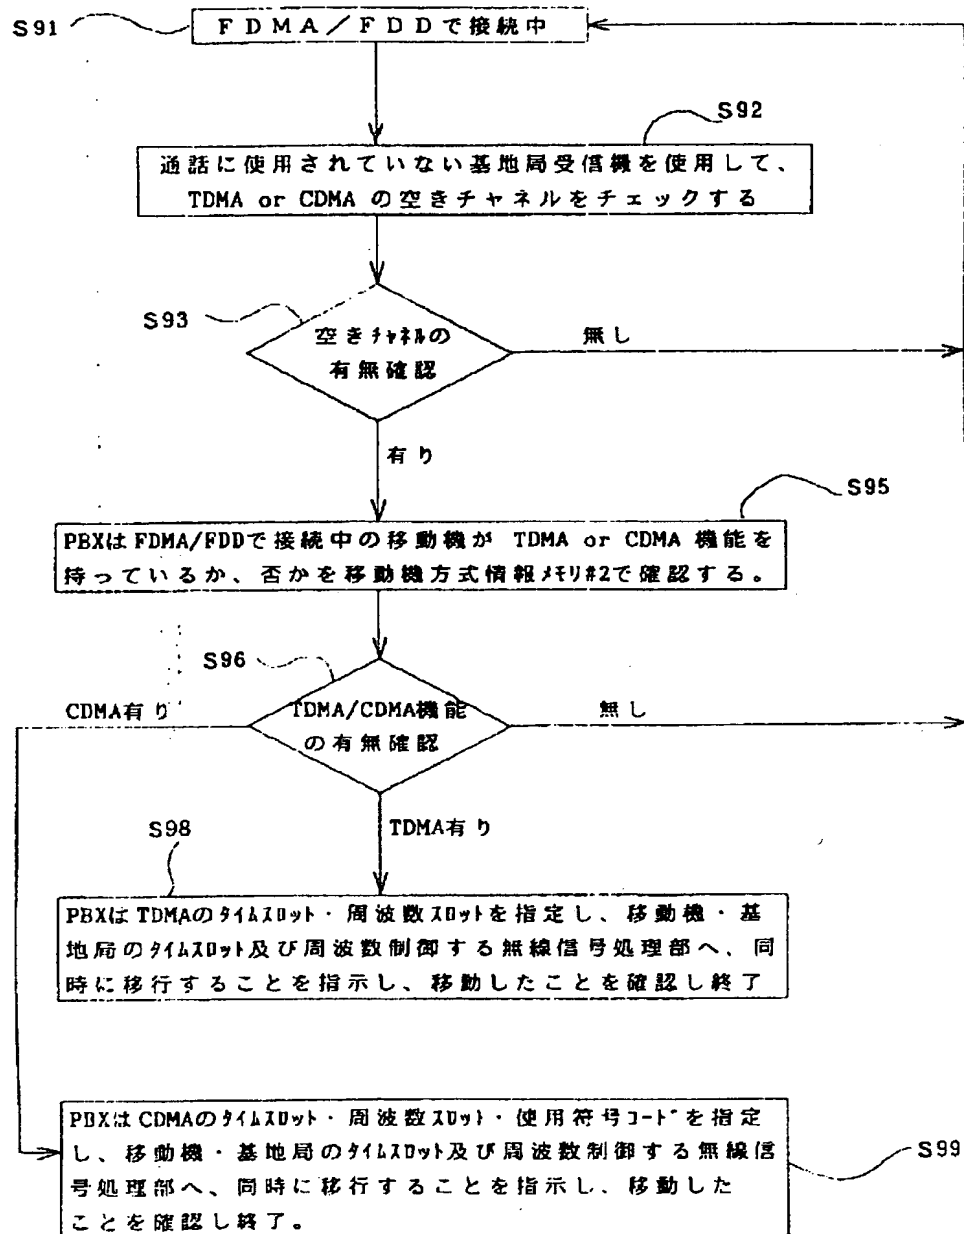 S91
FDMA/FDDで接続中
S92
通話に使用されていない基地局受信機を使用して、
TDMA or CDMA の空きチャネルをチェックする
S93
空きチャネルの
有無確認
無し
有り
S95
PBXはFDMA/FDDで接続中の移動機が TDMA or CDMA 機能を
持っているか、否かを移動機方式情報メモリ#2で確認する。
S96
CDMA有り
TDMA/CDMA機能
の有無確認
無し
TDMA有り
S98
PBXは TDMAのタイムスロット・周波数スロットを指定し、移動機・基
地局のタイムスロット及び周波数制御する無線信号処理部へ、同
時に移行することを指示し、移動したことを確認し終了
PBXは CDMAのタイムスロット・周波数スロット・使用符号コードを指定
し、移動機・基地局のタイムスロット及び周波数制御する無線信
号処理部へ、同時に移行することを指示し、移動した
ことを確認し終了。
S99